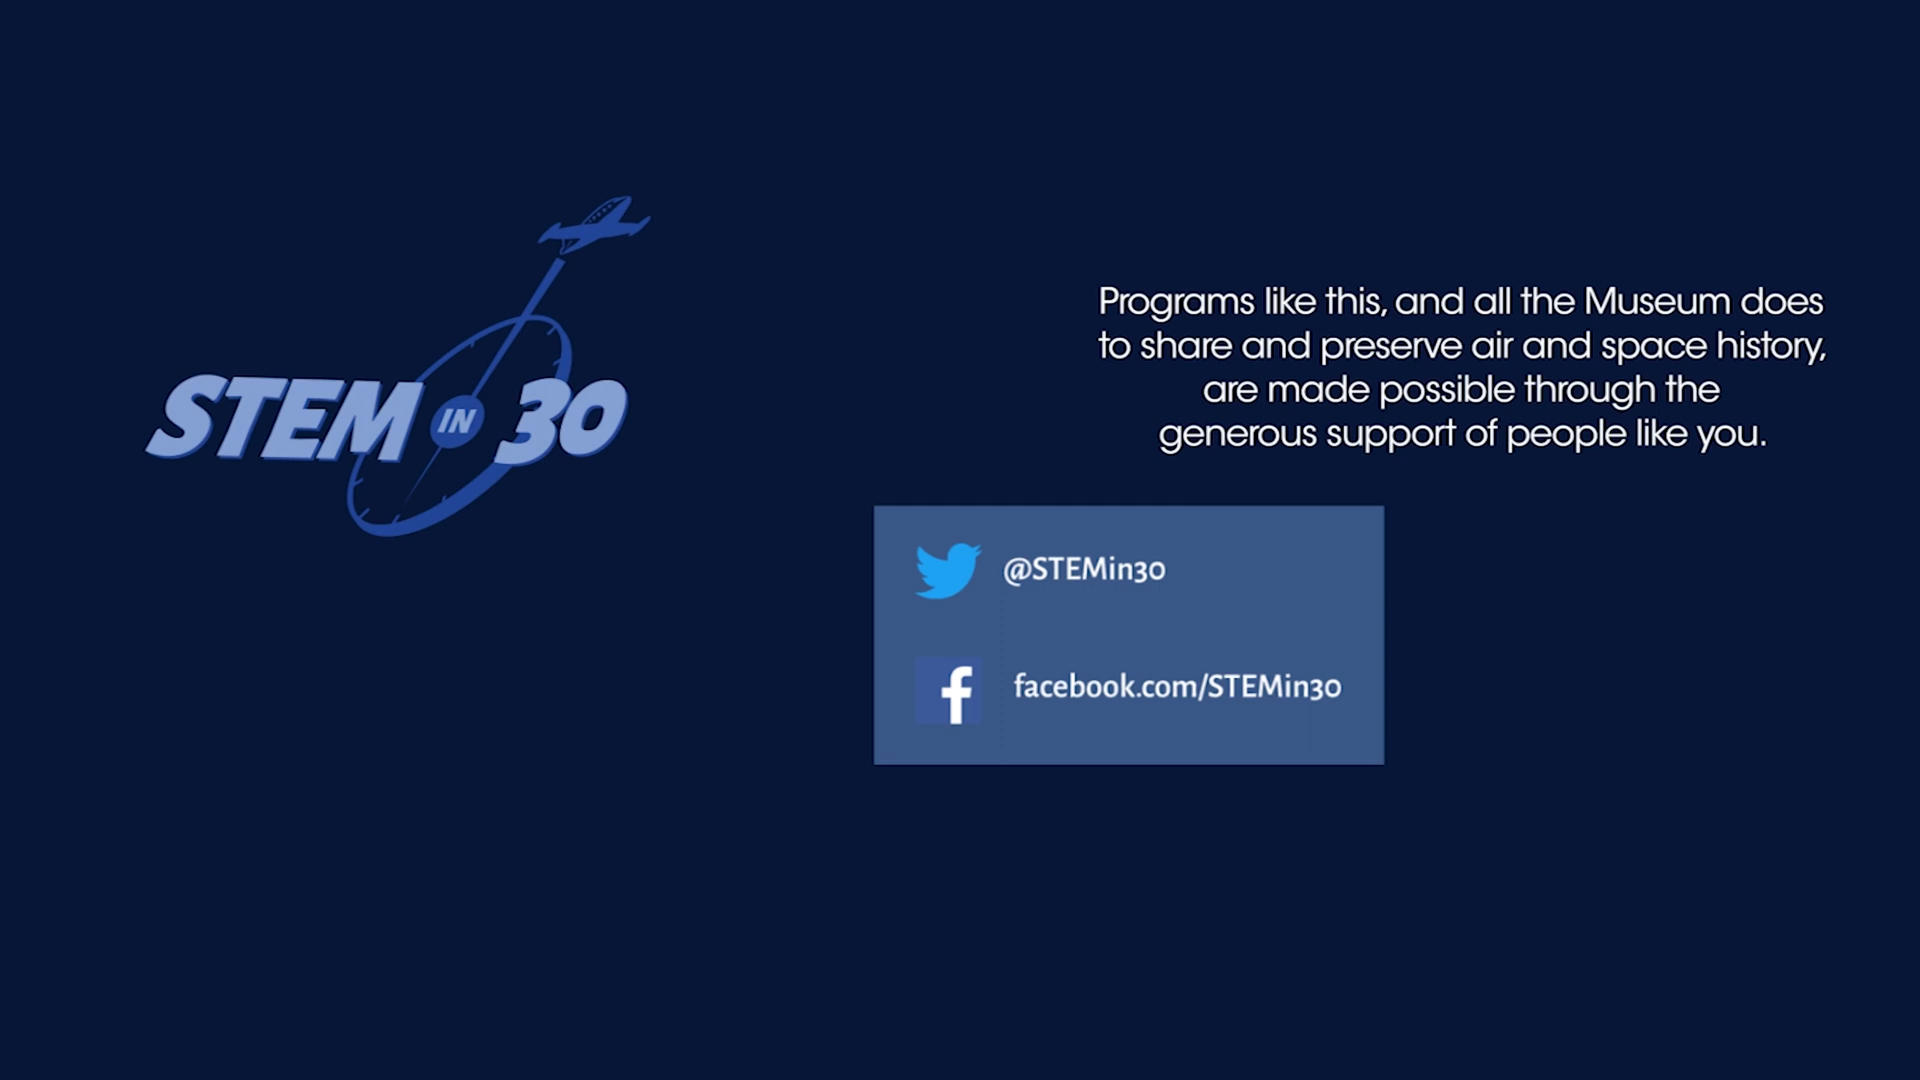 STEM IN 30
Programs like this, and all the Museum does
to share and preserve air and space history,
are made possible through the
generous support of people like you.
@STEMin30
facebook.com/STEMin30